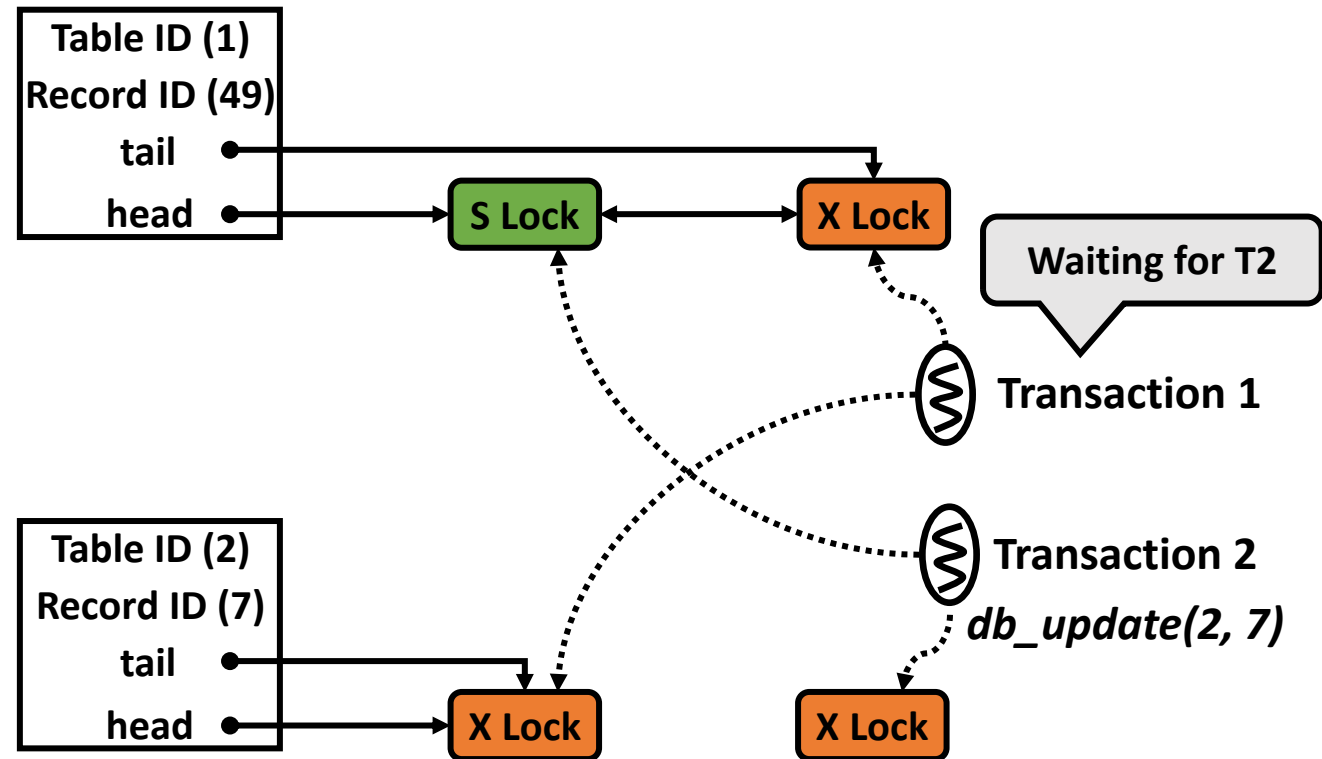 Table ID (1)
Record ID (49)
tail
head
S Lock
X Lock
Waiting for T2
Transaction 1
Table ID (2)
Record ID (7)
tail
head
Transaction 2
db_update(2, 7)
X Lock
X Lock